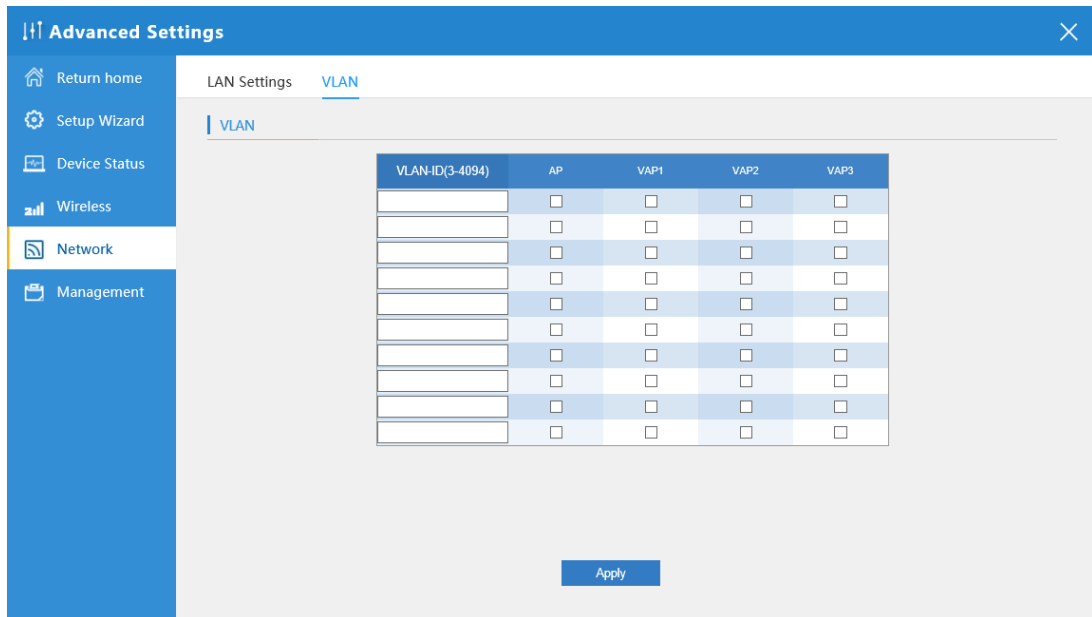 Advanced Settings
Return home
Setup Wizard
Device Status
Wireless
Network
Management
LAN Settings VLAN
VLAN
VLAN-ID(3-4094) AP VAP1 VAP2 VAP3
Apply